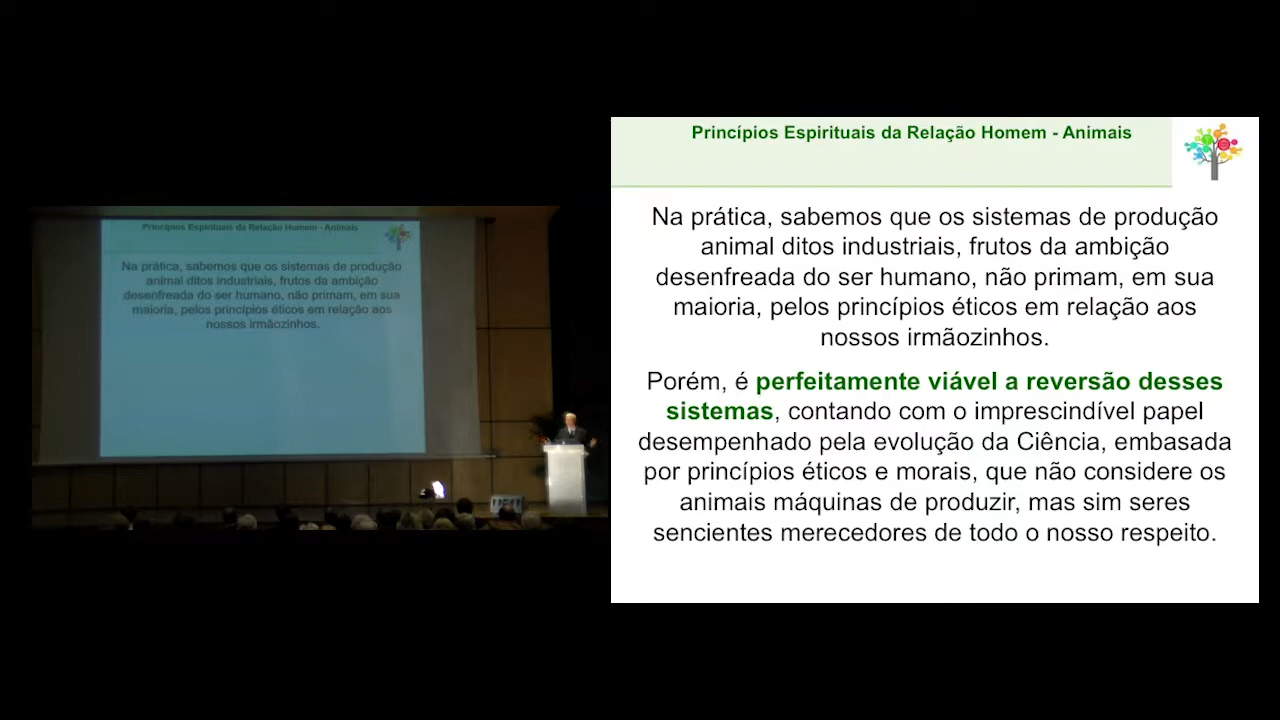 Princípios Espirituais da Relação Homem - Animais
Na prática, sabemos que os sistemas de produção
animal ditos industriais, frutos da ambição
desenfreada do ser humano, não primam, em sua
maioria, pelos princípios éticos em relação aos
nossos irmãozinhos.
Princípios Espirituais da Relação Homem - Animais
Na prática, sabemos que os sistemas de produção
animal ditos industriais, frutos da ambição
desenfreada do ser humano, não primam, em sua
maioria, pelos princípios éticos em relação aos
nossos irmãozinhos.
Porém, é perfeitamente viável a reversão desses
sistemas, contando com o imprescindível papel
desempenhado pela evolução da Ciência, embasada
por princípios éticos e morais, que não considere os
animais máquinas de produzir, mas sim seres
sencientes merecedores de todo o nosso respeito.